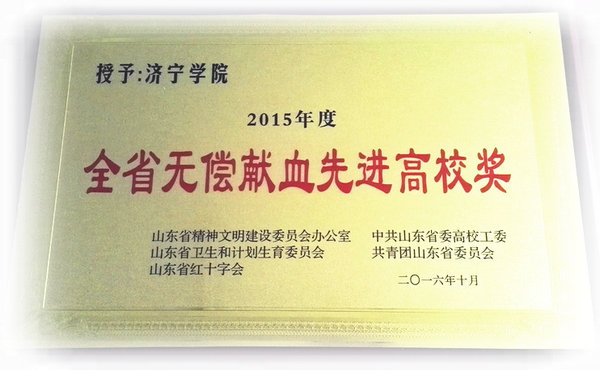 授予:济宁学院
2015年度
全省无偿献血先进高校奖
山东省精神文明建设委员会办公室 中共山东省委高校工委
山东省卫生和计划生育委员会 共青团山东省委员会
山东省红十字会
二〇一六年十月